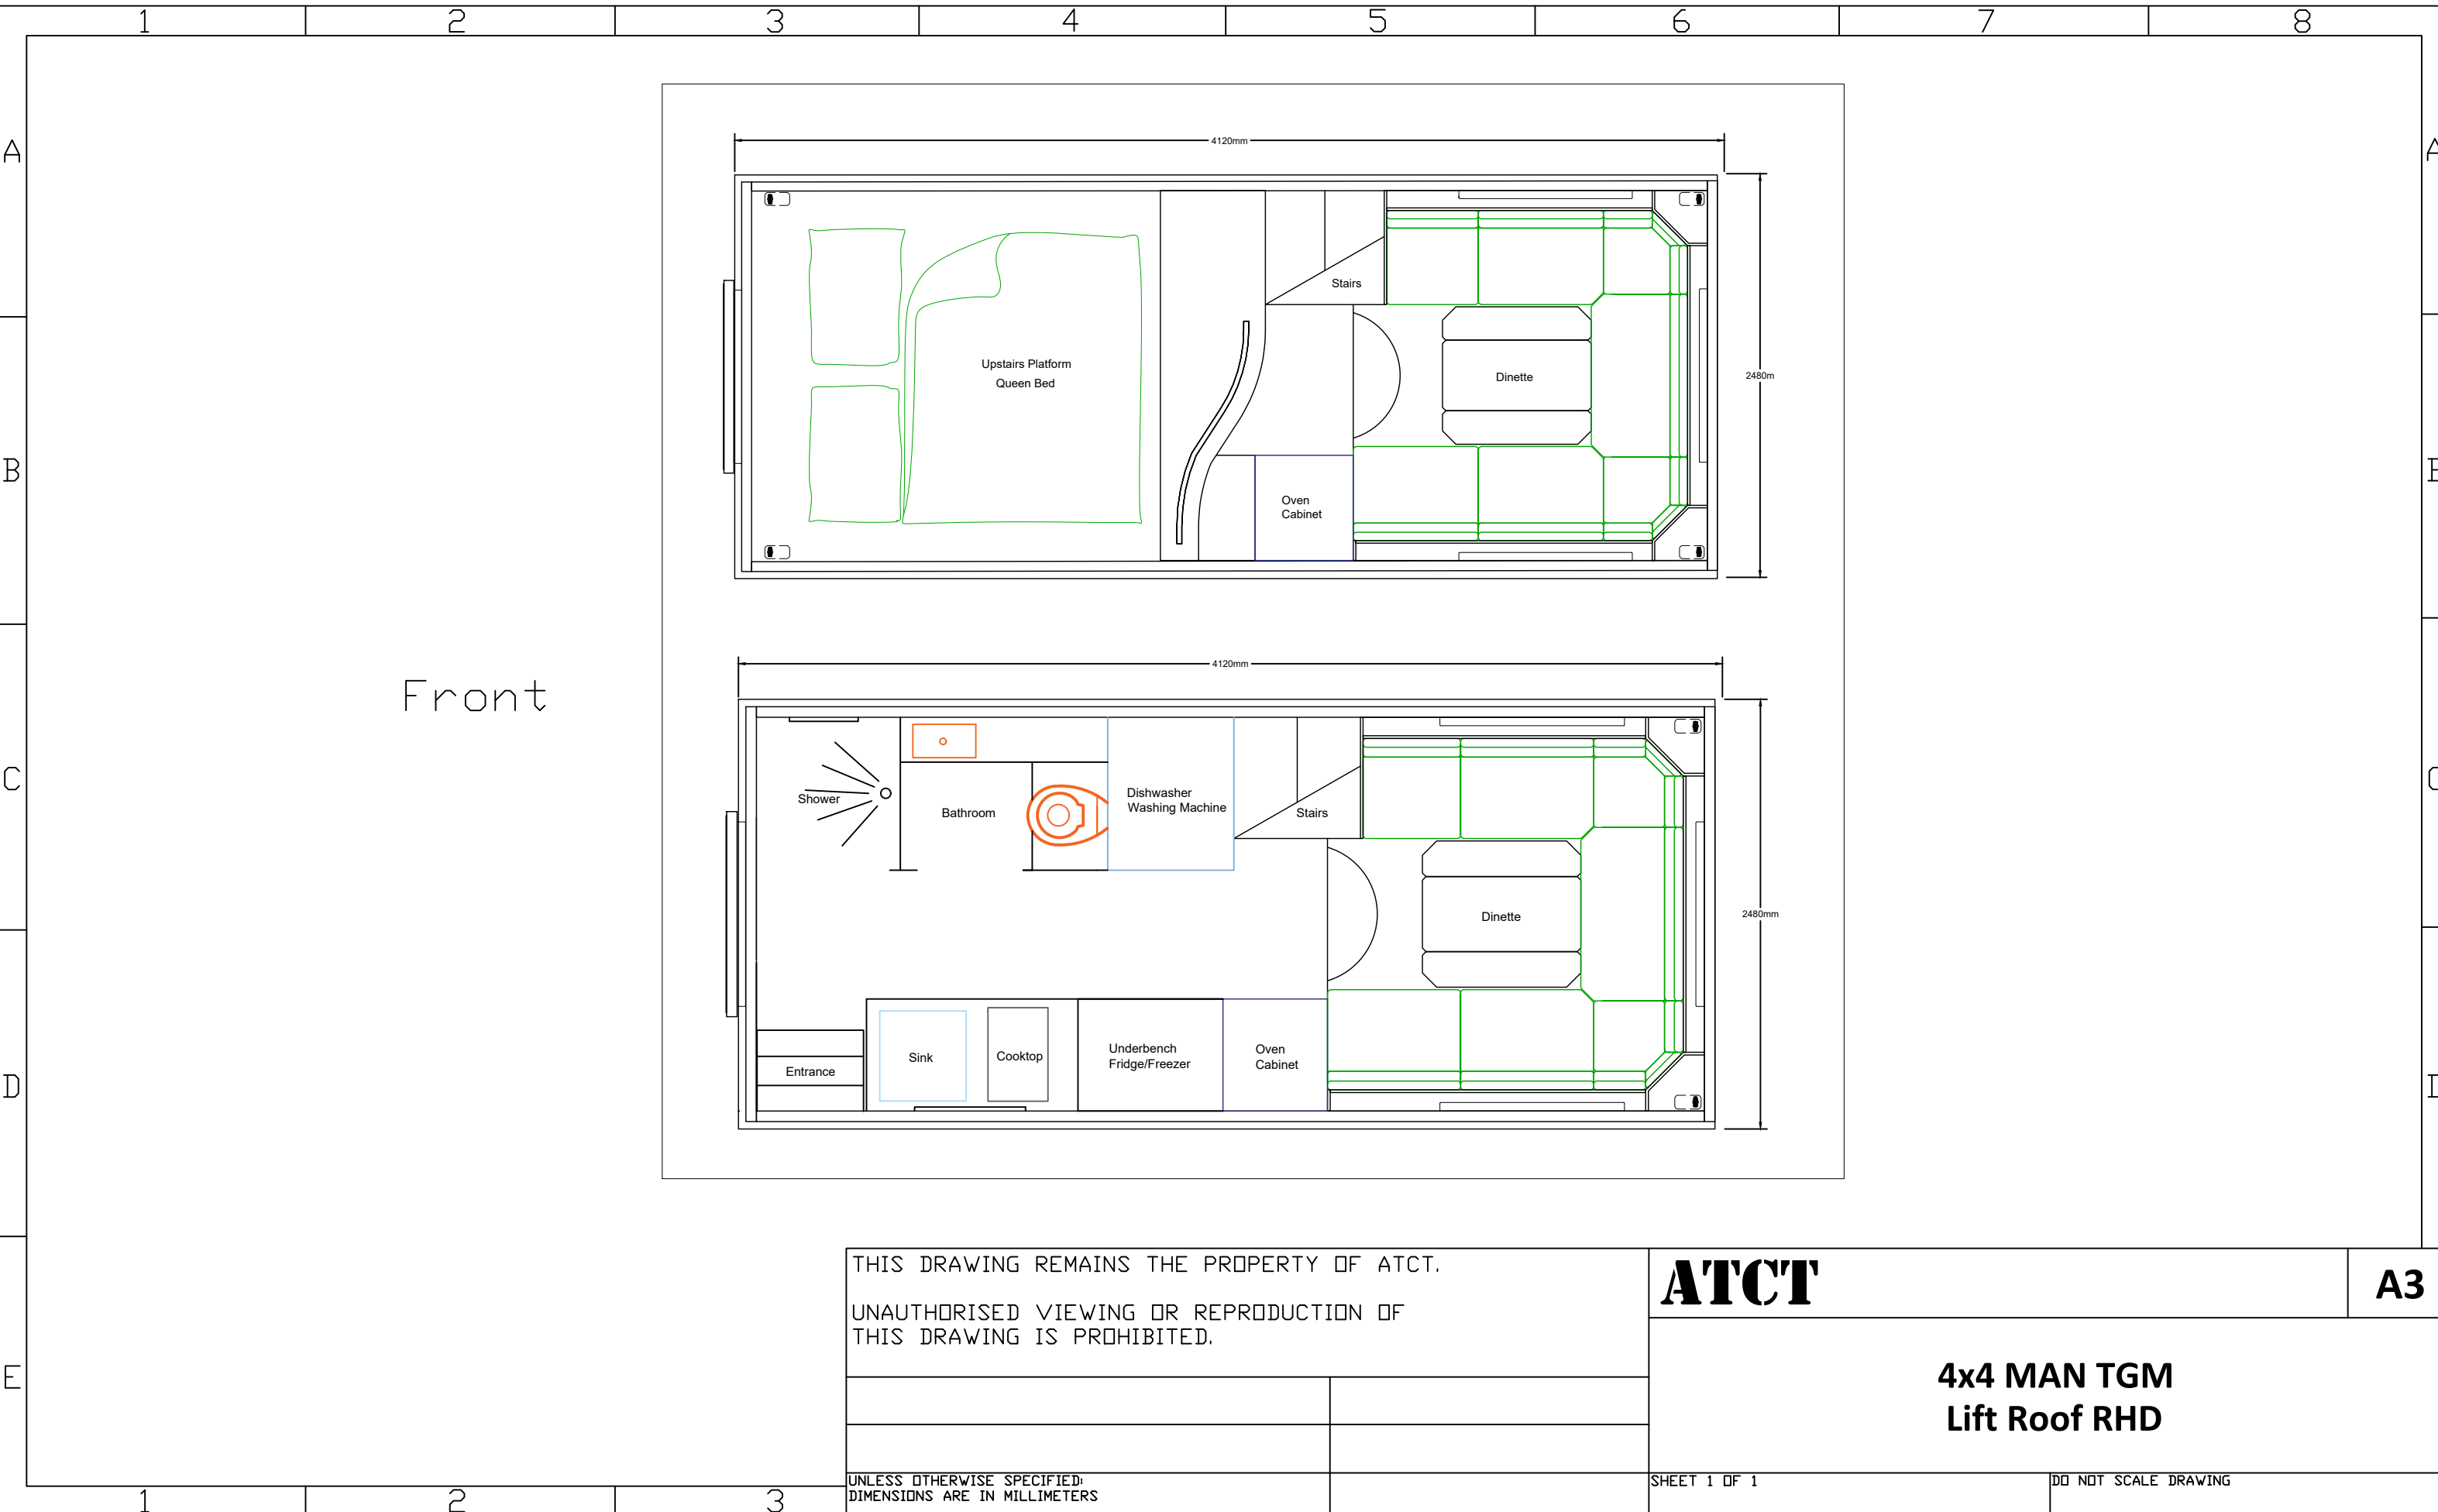 1 2 3 4 5 6 7 8
A A
4120mm
Stairs
Upstairs Platform
Queen Bed
Dinette
2480m
B B
Oven
Cabinet
4120mm
Front
C C
Shower
Bathroom
Dishwasher
Washing Machine
Stairs
Dinette
2480mm
Entrance
Sink
Cooktop
Underbench
Fridge/Freezer
Oven
Cabinet
D D
THIS DRAWING REMAINS THE PROPERTY OF ATCT.
UNAUTHORISED VIEWING OR REPRODUCTION OF
THIS DRAWING IS PROHIBITED.
ATCT
A3
E
4x4 MAN TGM
Lift Roof RHD
UNLESS OTHERWISE SPECIFIED:
DIMENSIONS ARE IN MILLIMETERS
SHEET 1 OF 1
DO NOT SCALE DRAWING
1 2 3